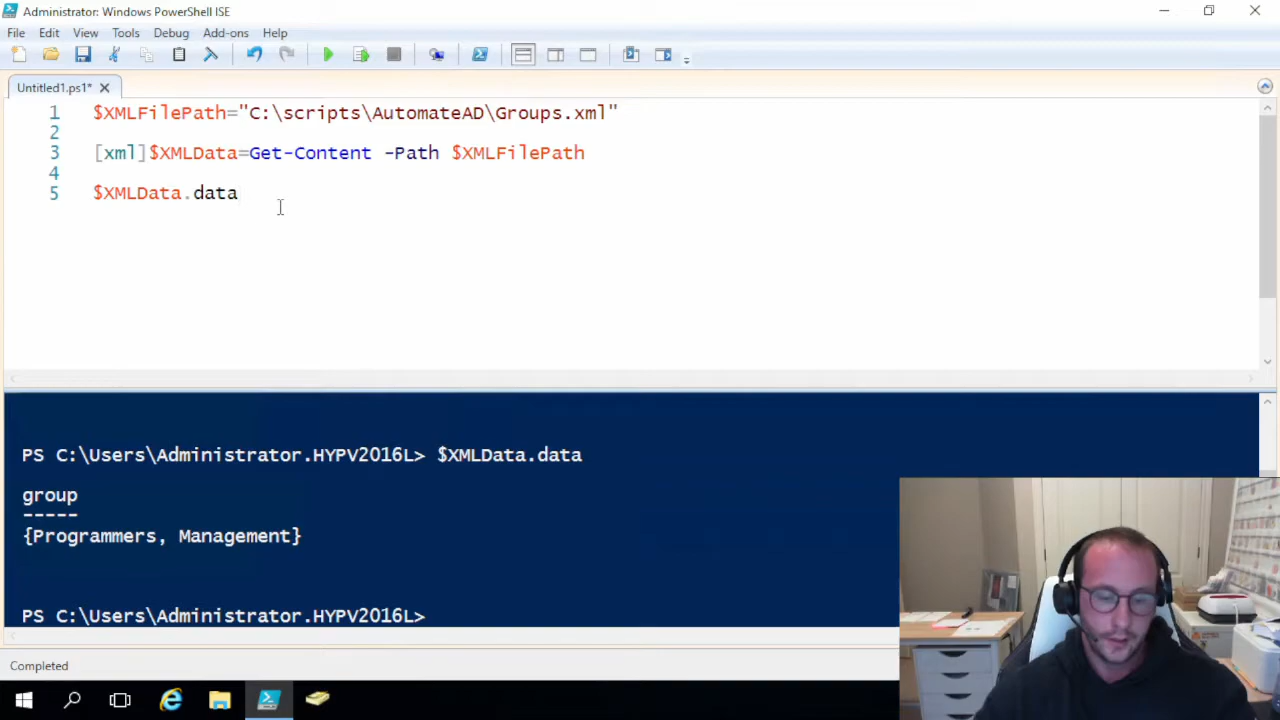 Administrator: Windows PowerShell ISE
File Edit View Tools Debug Add-ons Help
Untitled1.ps1*
1 $XMLFilePath="C:\scripts\AutomateAD\Groups.xml"
2
3 [xml]$XMLData=Get-Content -Path $XMLFilePath
4
5 $XMLData.data
PS C:\Users\Administrator.HYPV2016L> $XMLData.data
group
-----
{Programmers, Management}
PS C:\Users\Administrator.HYPV2016L>
Completed